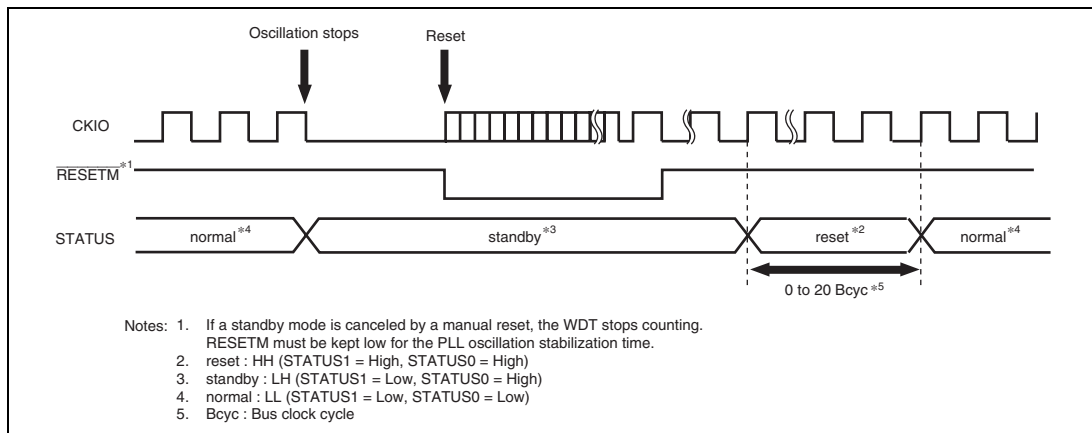 Oscillation stops
Reset
CKIO
RESETM*1
STATUS
normal*4
standby*3
reset*2
normal*4
0 to 20 Bcyc*5
Notes: 1. If a standby mode is canceled by a manual reset, the WDT stops counting.
RESETM must be kept low for the PLL oscillation stabilization time.
2. reset : HH (STATUS1 = High, STATUS0 = High)
3. standby : LH (STATUS1 = Low, STATUS0 = High)
4. normal : LL (STATUS1 = Low, STATUS0 = Low)
5. Bcyc : Bus clock cycle